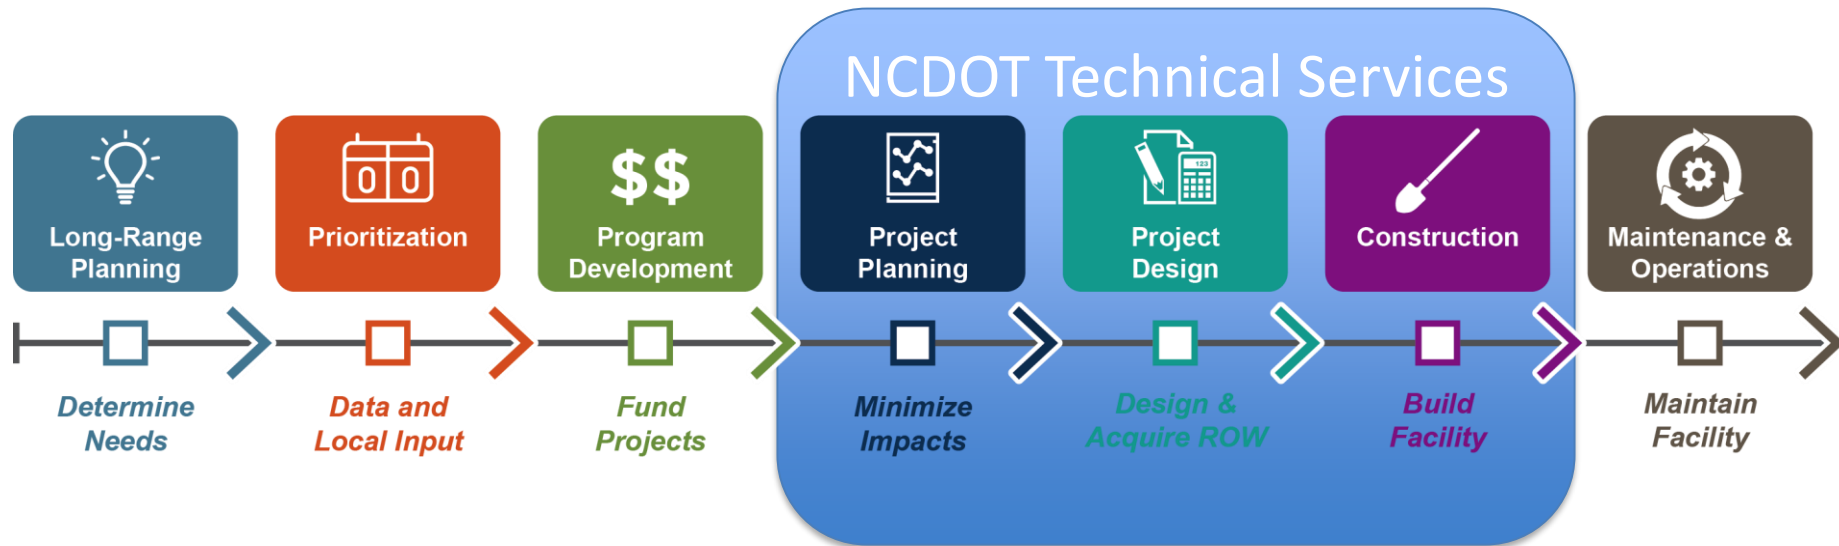 NCDOT Technical Services
Long-Range
Planning
Prioritization
$$
Program
Development
Project
Planning
123
Project
Design
Construction
Maintenance &
Operations
0 0
Determine
Needs
Data and
Local Input
Fund
Projects
Minimize
Impacts
Design &
Acquire ROW
Build
Facility
Maintain
Facility